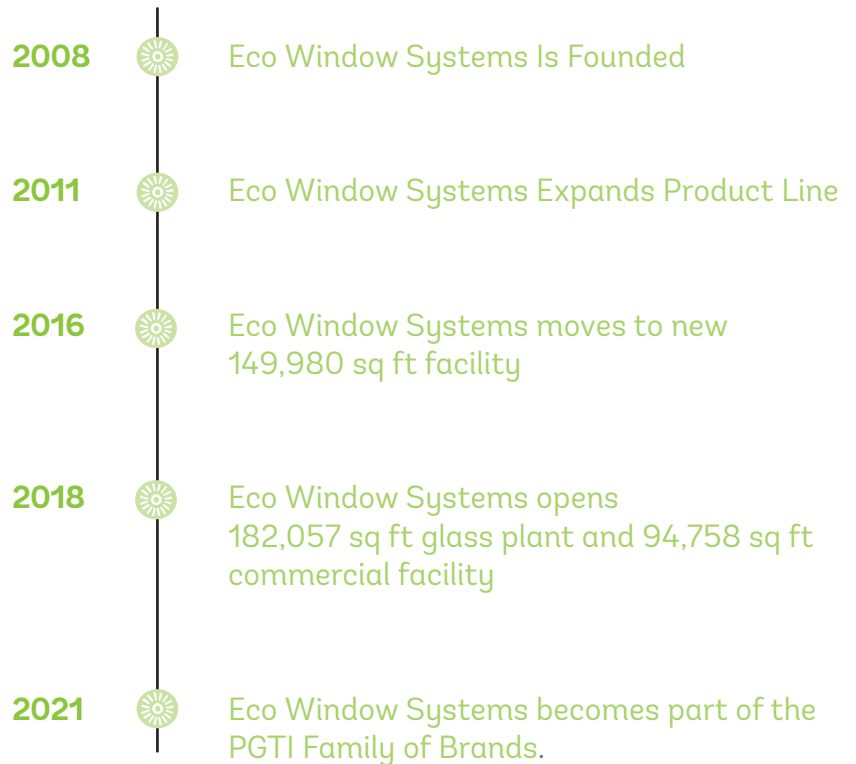 2008 Eco Window Systems Is Founded
2011 Eco Window Systems Expands Product Line
2016 Eco Window Systems moves to new
149,980 sq ft facility
2018 Eco Window Systems opens
182,057 sq ft glass plant and 94,758 sq ft
commercial facility
2021 Eco Window Systems becomes part of the
PGTI Family of Brands.